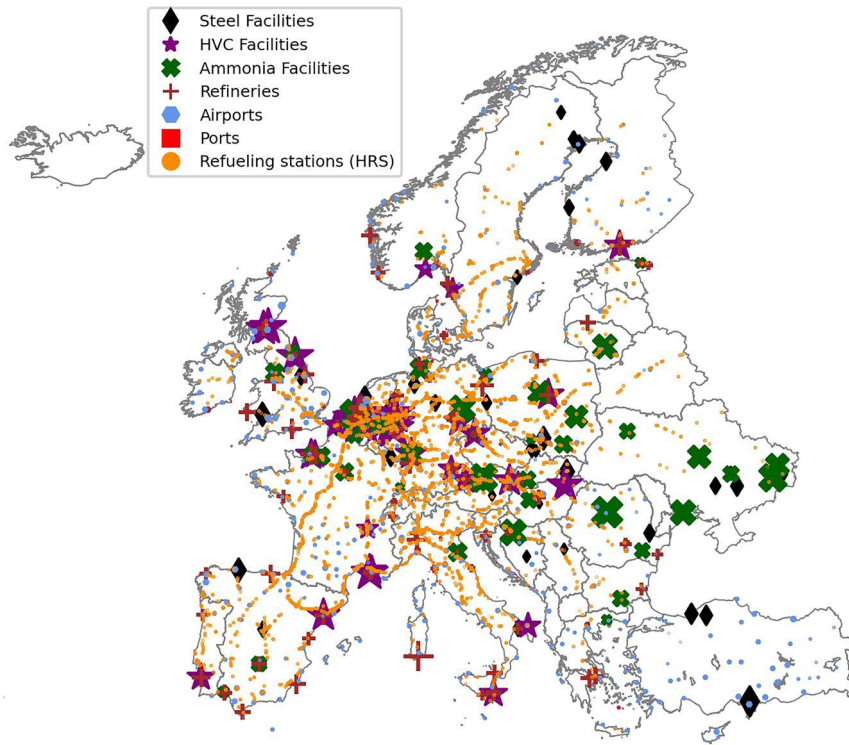 Steel Facilities
HVC Facilities
Ammonia Facilities
Refineries
Airports
Ports
Refueling stations (HRS)